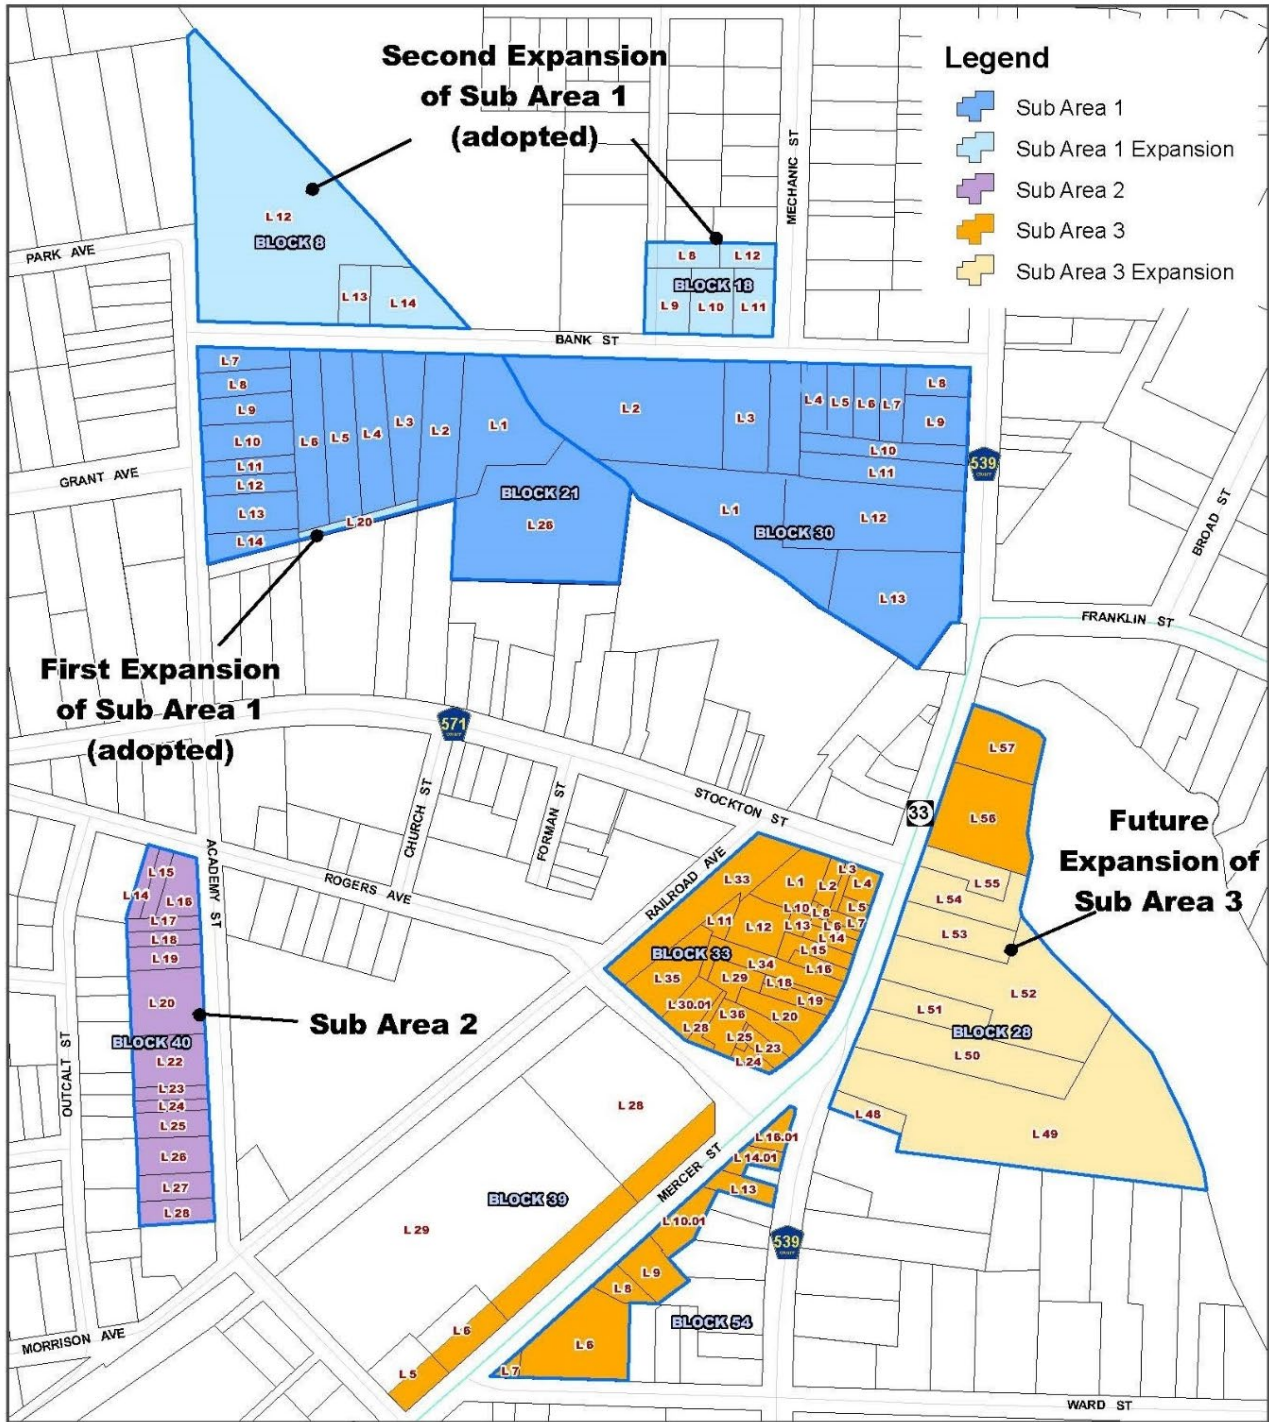 Second Expansion
of Sub Area 1
(adopted)
Legend
Sub Area 1
Sub Area 1 Expansion
Sub Area 2
Sub Area 3
Sub Area 3 Expansion
MECHANIC ST
PARK AVE
L 12
BLOCK 8
L 13
L 14
L 8
L 12
BLOCK 18
L 9
L 10
L 11
BANK ST
L 7
L 8
L 9
L 10
L 11
L 12
L 13
L 14
L 6
L 5
L 4
L 3
L 2
L 1
L 20
BLOCK 21
L 26
L 2
L 3
L 4
L 5
L 6
L 7
L 8
L 9
L 10
L 11
L 1
L 12
BLOCK 30
L 13
539
GRANT AVE
BROAD ST
FRANKLIN ST
First Expansion
of Sub Area 1
(adopted)
571
CHURCH ST
FORMAN ST
STOCKTON ST
RAILROAD AVE
ROGERS AVE
ACADEMY ST
33
L 57
L 56
Future
Expansion of
Sub Area 3
L 55
L 54
L 53
L 52
L 51
BLOCK 28
L 50
L 48
L 49
L 33
L 1
L 2
L 3
L 4
L 10
L 8
L 5
L 11
L 12
L 13
L 6
L 7
L 14
L 15
BLOCK 33
L 34
L 16
L 35
L 29
L 18
L 30.01
L 19
L 36
L 20
L 28
L 25
L 23
L 24
L 15
L 14
L 16
L 17
L 18
L 19
L 20
BLOCK 40
L 22
L 23
L 24
L 25
L 26
L 27
L 28
Sub Area 2
OUTCALT ST
MORRISON AVE
L 28
BLOCK 39
L 29
L 6
L 5
MERCER ST
L 16.01
L 14.01
L 13
L 10.01
L 9
L 8
L 6
L 7
BLOCK 54
539
WARD ST